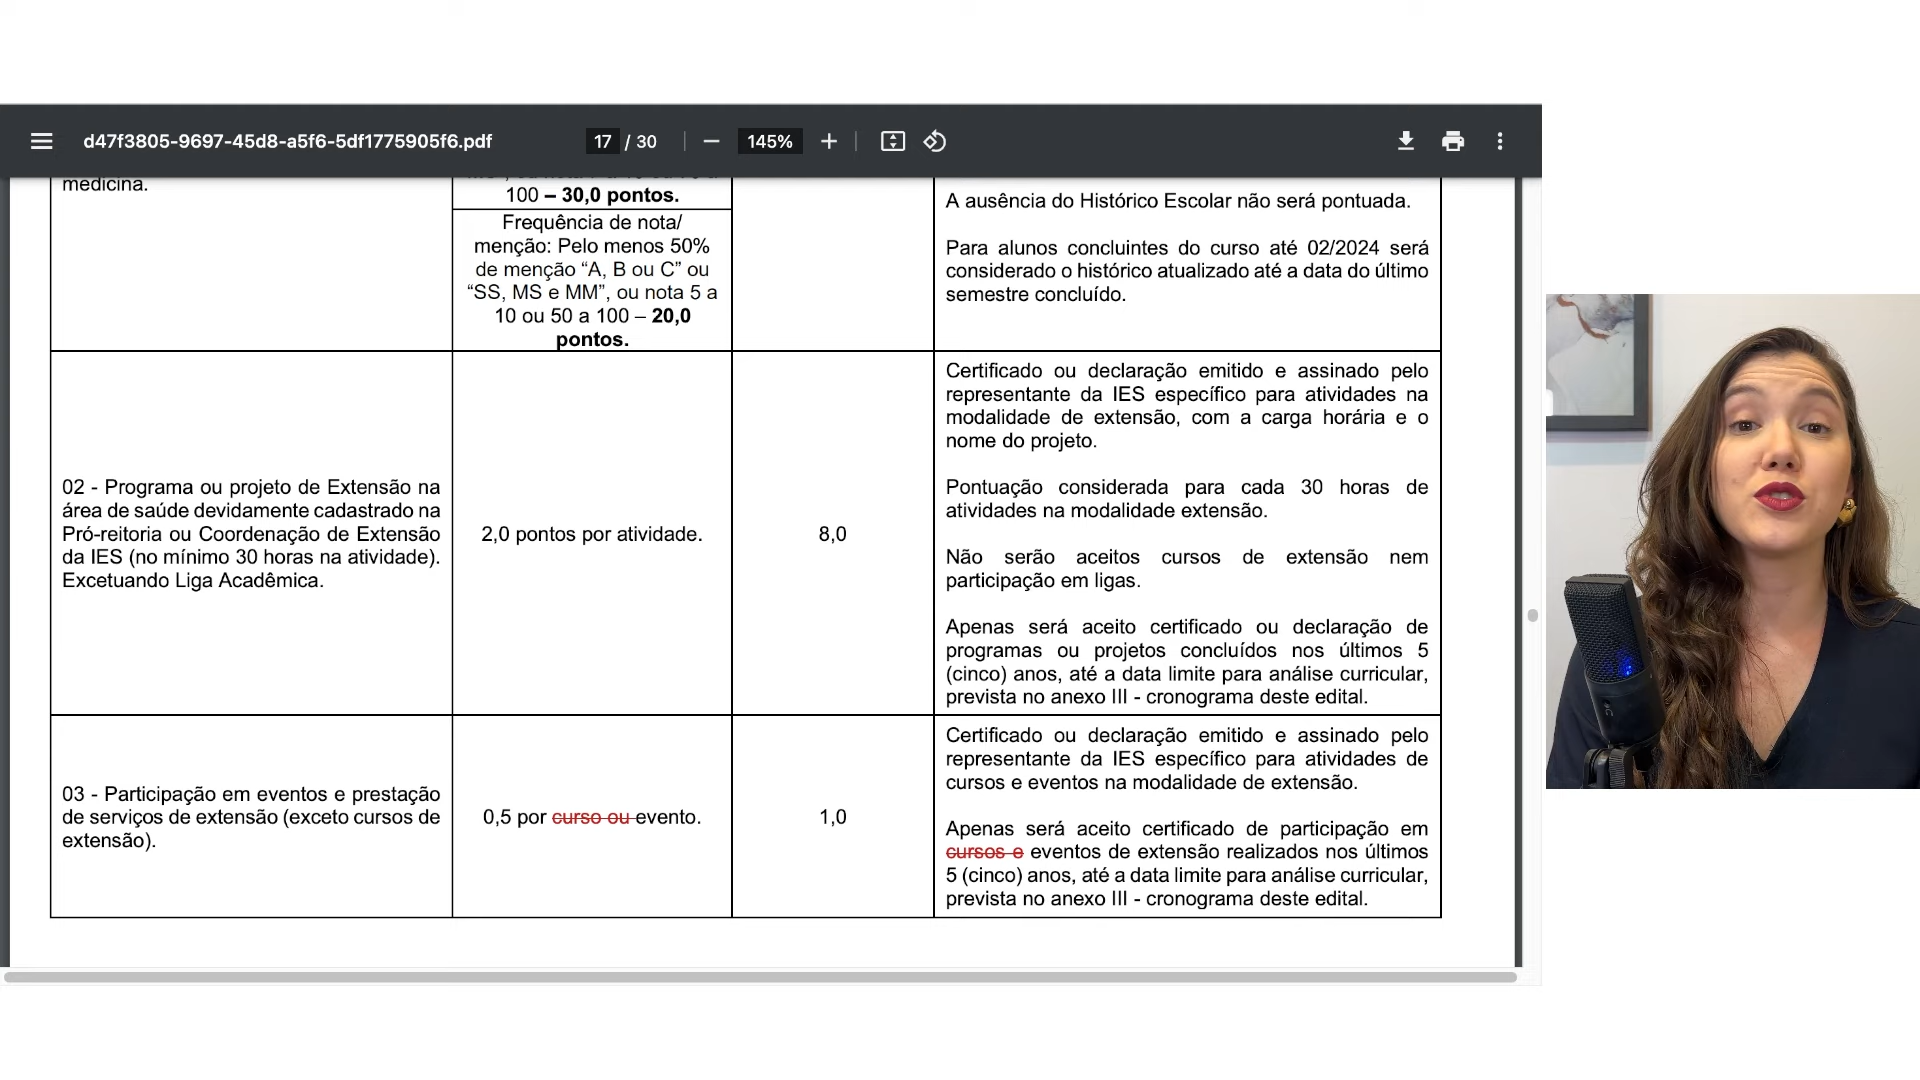 d47f3805-9697-45d8-a5f6-5df1775905f6.pdf
17 / 30
145%
medicina.
100 – 30,0 pontos.
Frequência de nota/
menção: Pelo menos 50%
de menção “A, B ou C” ou
“SS, MS e MM”, ou nota 5 a
10 ou 50 a 100 – 20,0
pontos.
A ausência do Histórico Escolar não será pontuada.
Para alunos concluintes do curso até 02/2024 será
considerado o histórico atualizado até a data do último
semestre concluído.
02 - Programa ou projeto de Extensão na
área de saúde devidamente cadastrado na
Pró-reitoria ou Coordenação de Extensão
da IES (no mínimo 30 horas na atividade).
Excetuando Liga Acadêmica.
2,0 pontos por atividade.
8,0
Certificado ou declaração emitido e assinado pelo
representante da IES específico para atividades na
modalidade de extensão, com a carga horária e o
nome do projeto.
Pontuação considerada para cada 30 horas de
atividades na modalidade extensão.
Não serão aceitos cursos de extensão nem
participação em ligas.
Apenas será aceito certificado ou declaração de
programas ou projetos concluídos nos últimos 5
(cinco) anos, até a data limite para análise curricular,
prevista no anexo III - cronograma deste edital.
03 - Participação em eventos e prestação
de serviços de extensão (exceto cursos de
extensão).
0,5 por curso ou evento.
1,0
Certificado ou declaração emitido e assinado pelo
representante da IES específico para atividades de
cursos e eventos na modalidade de extensão.
Apenas será aceito certificado de participação em
cursos e eventos de extensão realizados nos últimos
5 (cinco) anos, até a data limite para análise curricular,
prevista no anexo III - cronograma deste edital.